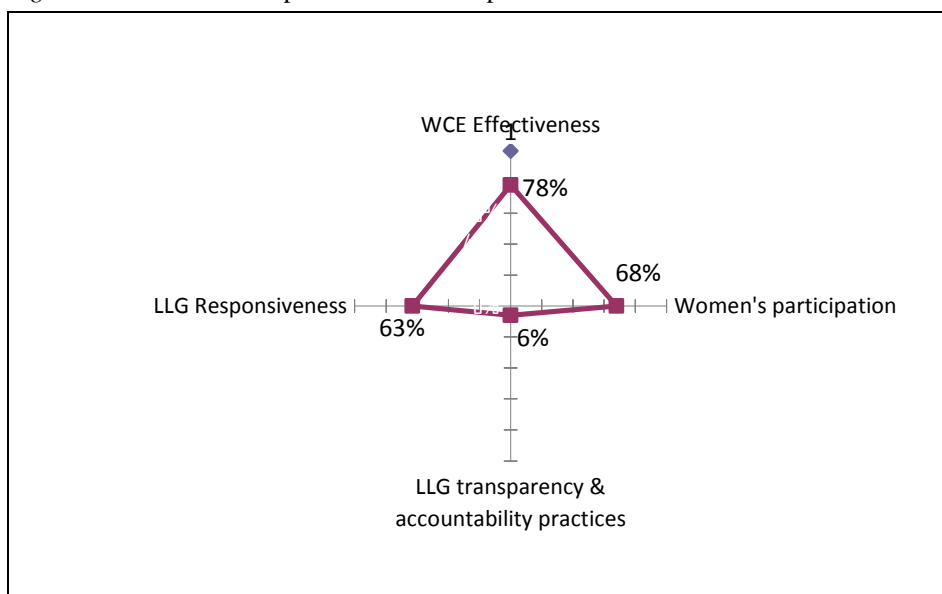 WCE Effectiveness
1
78%
68%
LLG Responsiveness
Women's participation
63%
6%
LLG transparency &
accountability practices